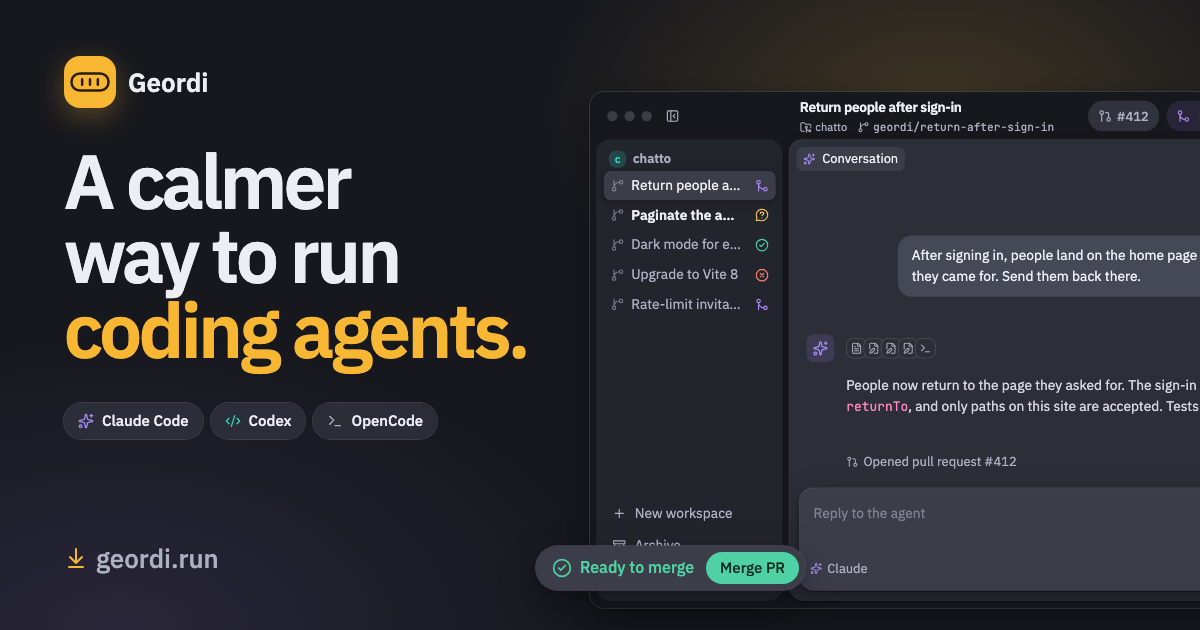 Geordi
A calmer
way to run
coding agents.
Claude Code
Codex
OpenCode
geordi.run
Return people after sign-in
chatto
geordi/return-after-sign-in
#412
c chatto
Return people a...
Paginate the a...
Dark mode for e...
Upgrade to Vite 8
Rate-limit invita...
New workspace
Archive
Ready to merge
Merge PR
Conversation
After signing in, people land on the home page
they came for. Send them back there.
People now return to the page they asked for. The sign-in
returnTo, and only paths on this site are accepted. Tests
Opened pull request #412
Reply to the agent
Claude